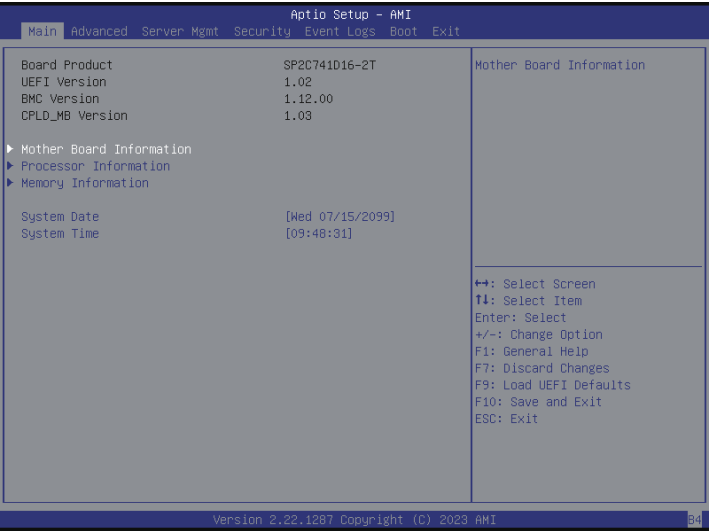 Aptio Setup - AMI
Main Advanced Server Mgmt Security Event Logs Boot Exit
Board Product SP2C741D16-2T
UEFI Version 1.02
BMC Version 1.12.00
CPLD_MB Version 1.03
Mother Board Information
Processor Information
Memory Information
System Date [Wed 07/15/2099]
System Time [09:48:31]
Mother Board Information
↔: Select Screen
↑↓: Select Item
Enter: Select
+/-: Change Option
F1: General Help
F7: Discard Changes
F9: Load UEFI Defaults
F10: Save and Exit
ESC: Exit
Version 2.22.1287 Copyright (C) 2023 AMI
B4